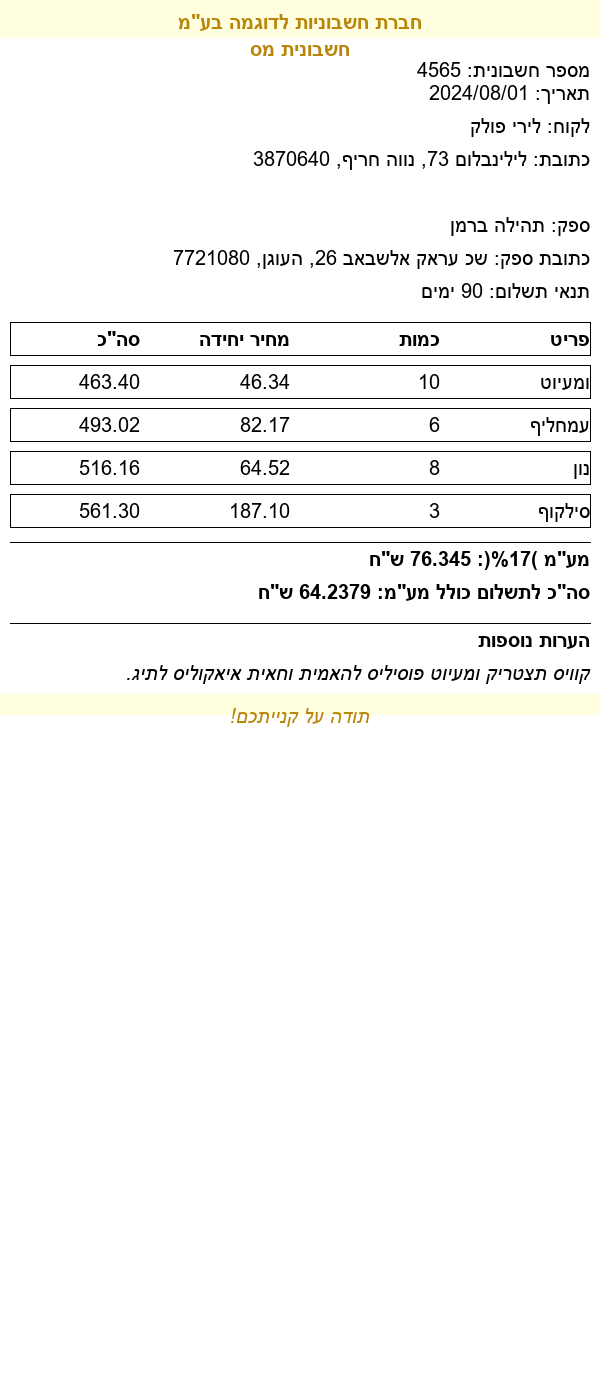 חברת חשבוניות לדוגמה בע"מ
חשבונית מס
מספר חשבונית: 4565
תאריך: 2024/08/01
לקוח: לירי פולק
כתובת: לילינבלום 73, נווה חריף, 3870640
ספק: תהילה ברמן
כתובת ספק: שכ עראק אלשבאב 26, העוגן, 7721080
תנאי תשלום: 90 ימים
פריט כמות מחיר יחידה סה"כ
ומעיוט 10 46.34 463.40
עמחליף 6 82.17 493.02
נון 8 64.52 516.16
סילקוף 3 187.10 561.30
מע"מ )17%(: 76.345 ש"ח
סה"כ לתשלום כולל מע"מ: 64.2379 ש"ח
הערות נוספות
קוויס תצטריק ומעיוט פוסיליס להאמית וחאית איאקוליס לתיג.
תודה על קנייתכם!